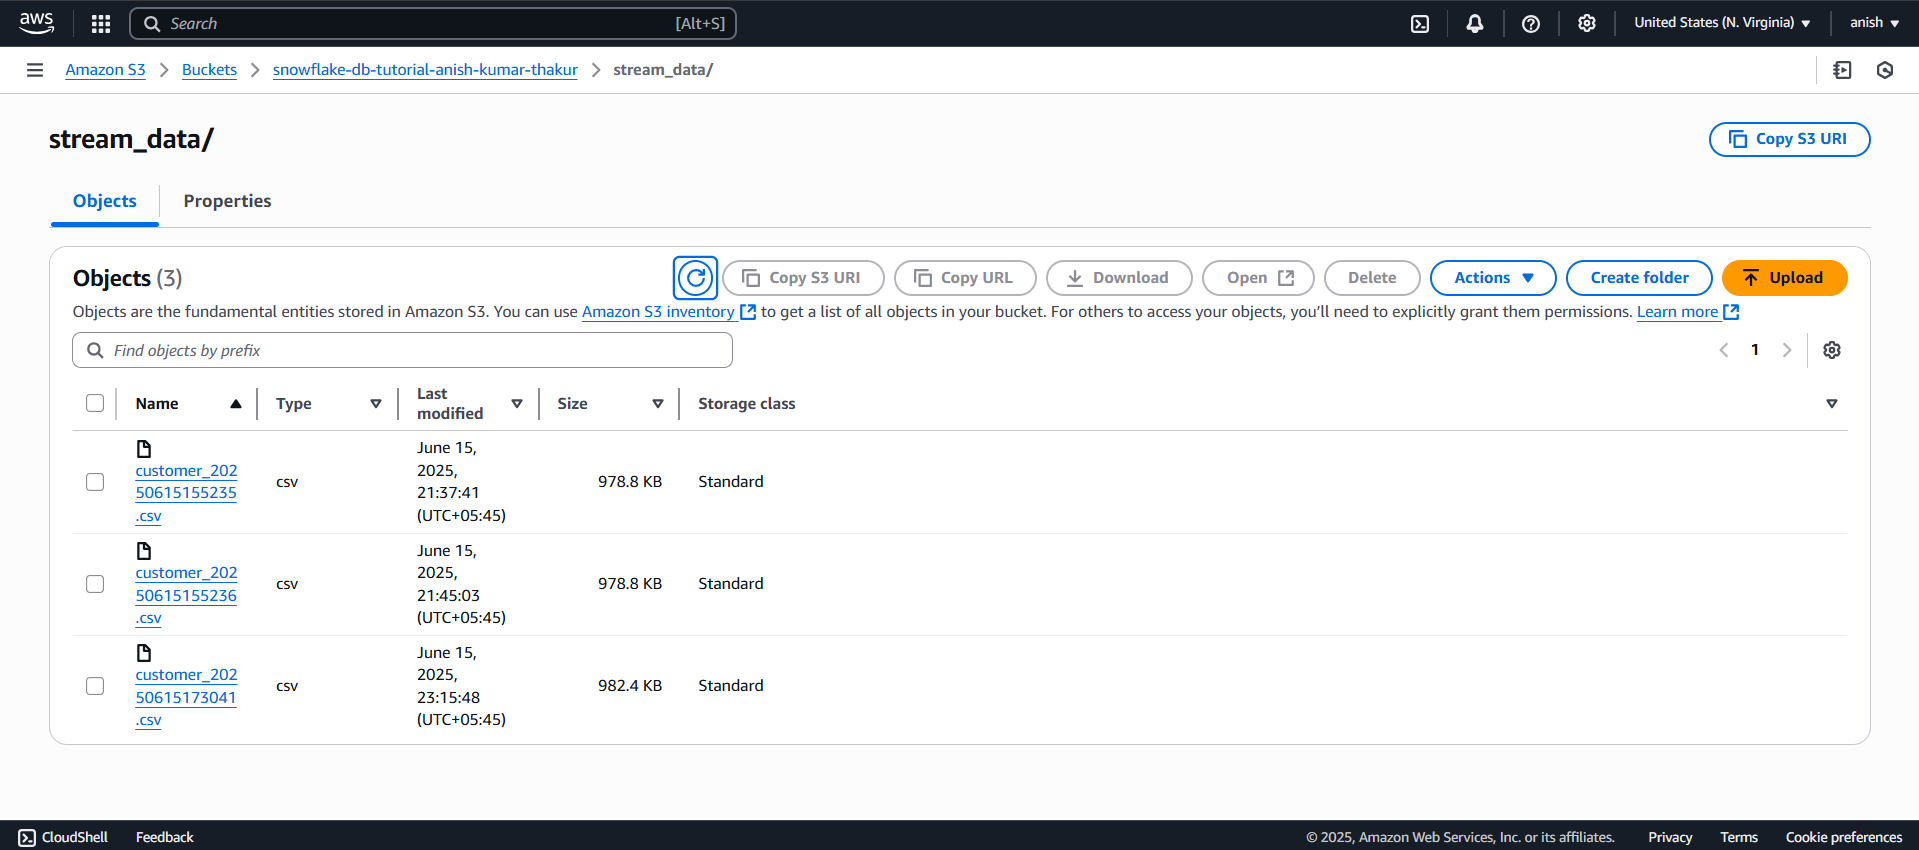 aws Search [Alt+S] United States (N. Virginia) anish
Amazon S3 Buckets snowflake-db-tutorial-anish-kumar-thakur stream_data/
stream_data/ Copy S3 URI
Objects Properties
Objects (3) Copy S3 URI Copy URL Download Open Delete Actions Create folder Upload
Objects are the fundamental entities stored in Amazon S3. You can use Amazon S3 inventory to get a list of all objects in your bucket. For others to access your objects, you'll need to explicitly grant them permissions. Learn more
Find objects by prefix 1
Name Type Last modified Size Storage class
customer_202
50615155235
.csv
csv
June 15,
2025,
21:37:41
(UTC+05:45)
978.8 KB
Standard
customer_202
50615155236
.csv
csv
June 15,
2025,
21:45:03
(UTC+05:45)
978.8 KB
Standard
customer_202
50615173041
.csv
csv
June 15,
2025,
23:15:48
(UTC+05:45)
982.4 KB
Standard
CloudShell Feedback © 2025, Amazon Web Services, Inc. or its affiliates. Privacy Terms Cookie preferences